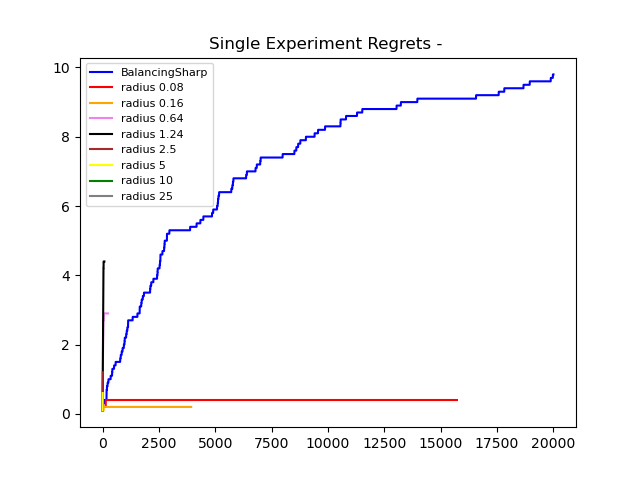 Single Experiment Regrets -
10
8
6
4
2
0
BalancingSharp
radius 0.08
radius 0.16
radius 0.64
radius 1.24
radius 2.5
radius 5
radius 10
radius 25
0 2500 5000 7500 10000 12500 15000 17500 20000